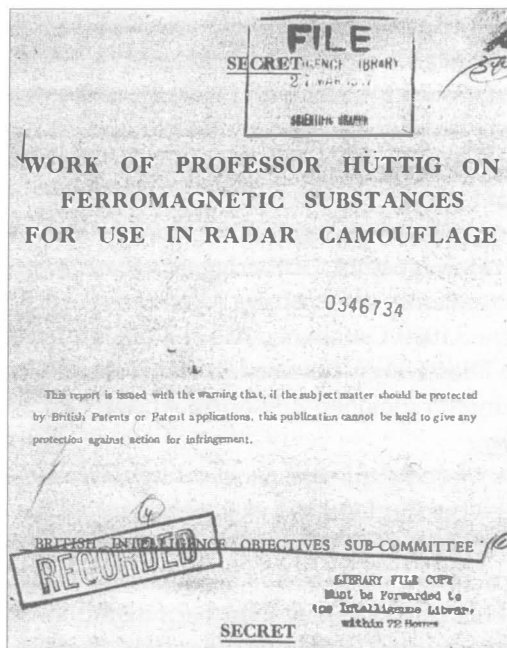 FILE
SECRET
LIBRARY
SCIENTIFIC
WORK OF PROFESSOR HUTTIG ON
FERROMAGNETIC SUBSTANCES
FOR USE IN RADAR CAMOUFLAGE
0346734
This report is issued with the warning that, if the subject matter should be protected
by British Patents or Patent applications, this publication cannot be held to give any
protection against action for infringement.
BRITISH INTELLIGENCE OBJECTIVES SUB-COMMITTEE
RECORDED
LIBRARY FILE COPY
Must be Forwarded to
the Intelligence Library
within 72 Hours
SECRET